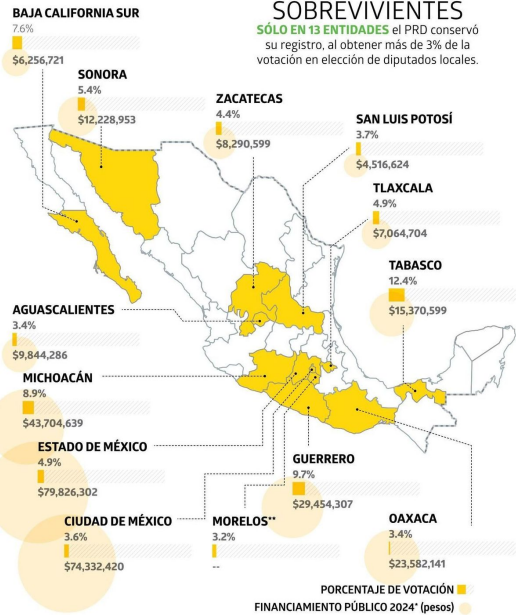 SOBREVIVIENTES
SÓLO EN 13 ENTIDADES el PRD conservó
su registro, al obtener más de 3% de la
votación en elección de diputados locales.
BAJA CALIFORNIA SUR
7.6%
$6,256,721
SONORA
5.4%
$12,228,953
ZACATECAS
4.4%
$8,290,599
SAN LUIS POTOSÍ
3.7%
$4,516,624
TLAXCALA
4.9%
$7,064,704
TABASCO
12.4%
$15,370,599
AGUASCALIENTES
3.4%
$9,844,286
MICHOACÁN
8.9%
$43,704,639
ESTADO DE MÉXICO
4.9%
$79,826,302
CIUDAD DE MÉXICO
3.6%
$74,332,420
MORELOS**
3.2%
--
GUERRERO
9.7%
$29,454,307
OAXACA
3.4%
$23,582,141
PORCENTAJE DE VOTACIÓN
FINANCIAMIENTO PÚBLICO 2024* (pesos)